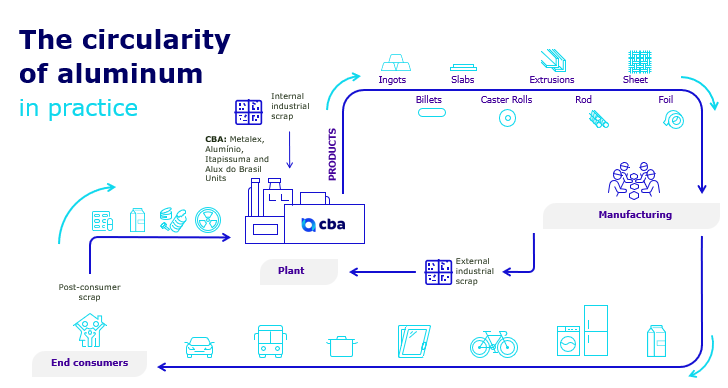 The circularity
of aluminum
in practice
Internal
industrial
scrap
CBA: Metalex,
Alumínio,
Itapissuma and
Alux do Brasil
Units
PRODUCTS
Ingots
Slabs
Extrusions
Sheet
Billets
Caster Rolls
Rod
Foil
cba
Manufacturing
Plant
External
industrial
scrap
Post-consumer
scrap
End consumers